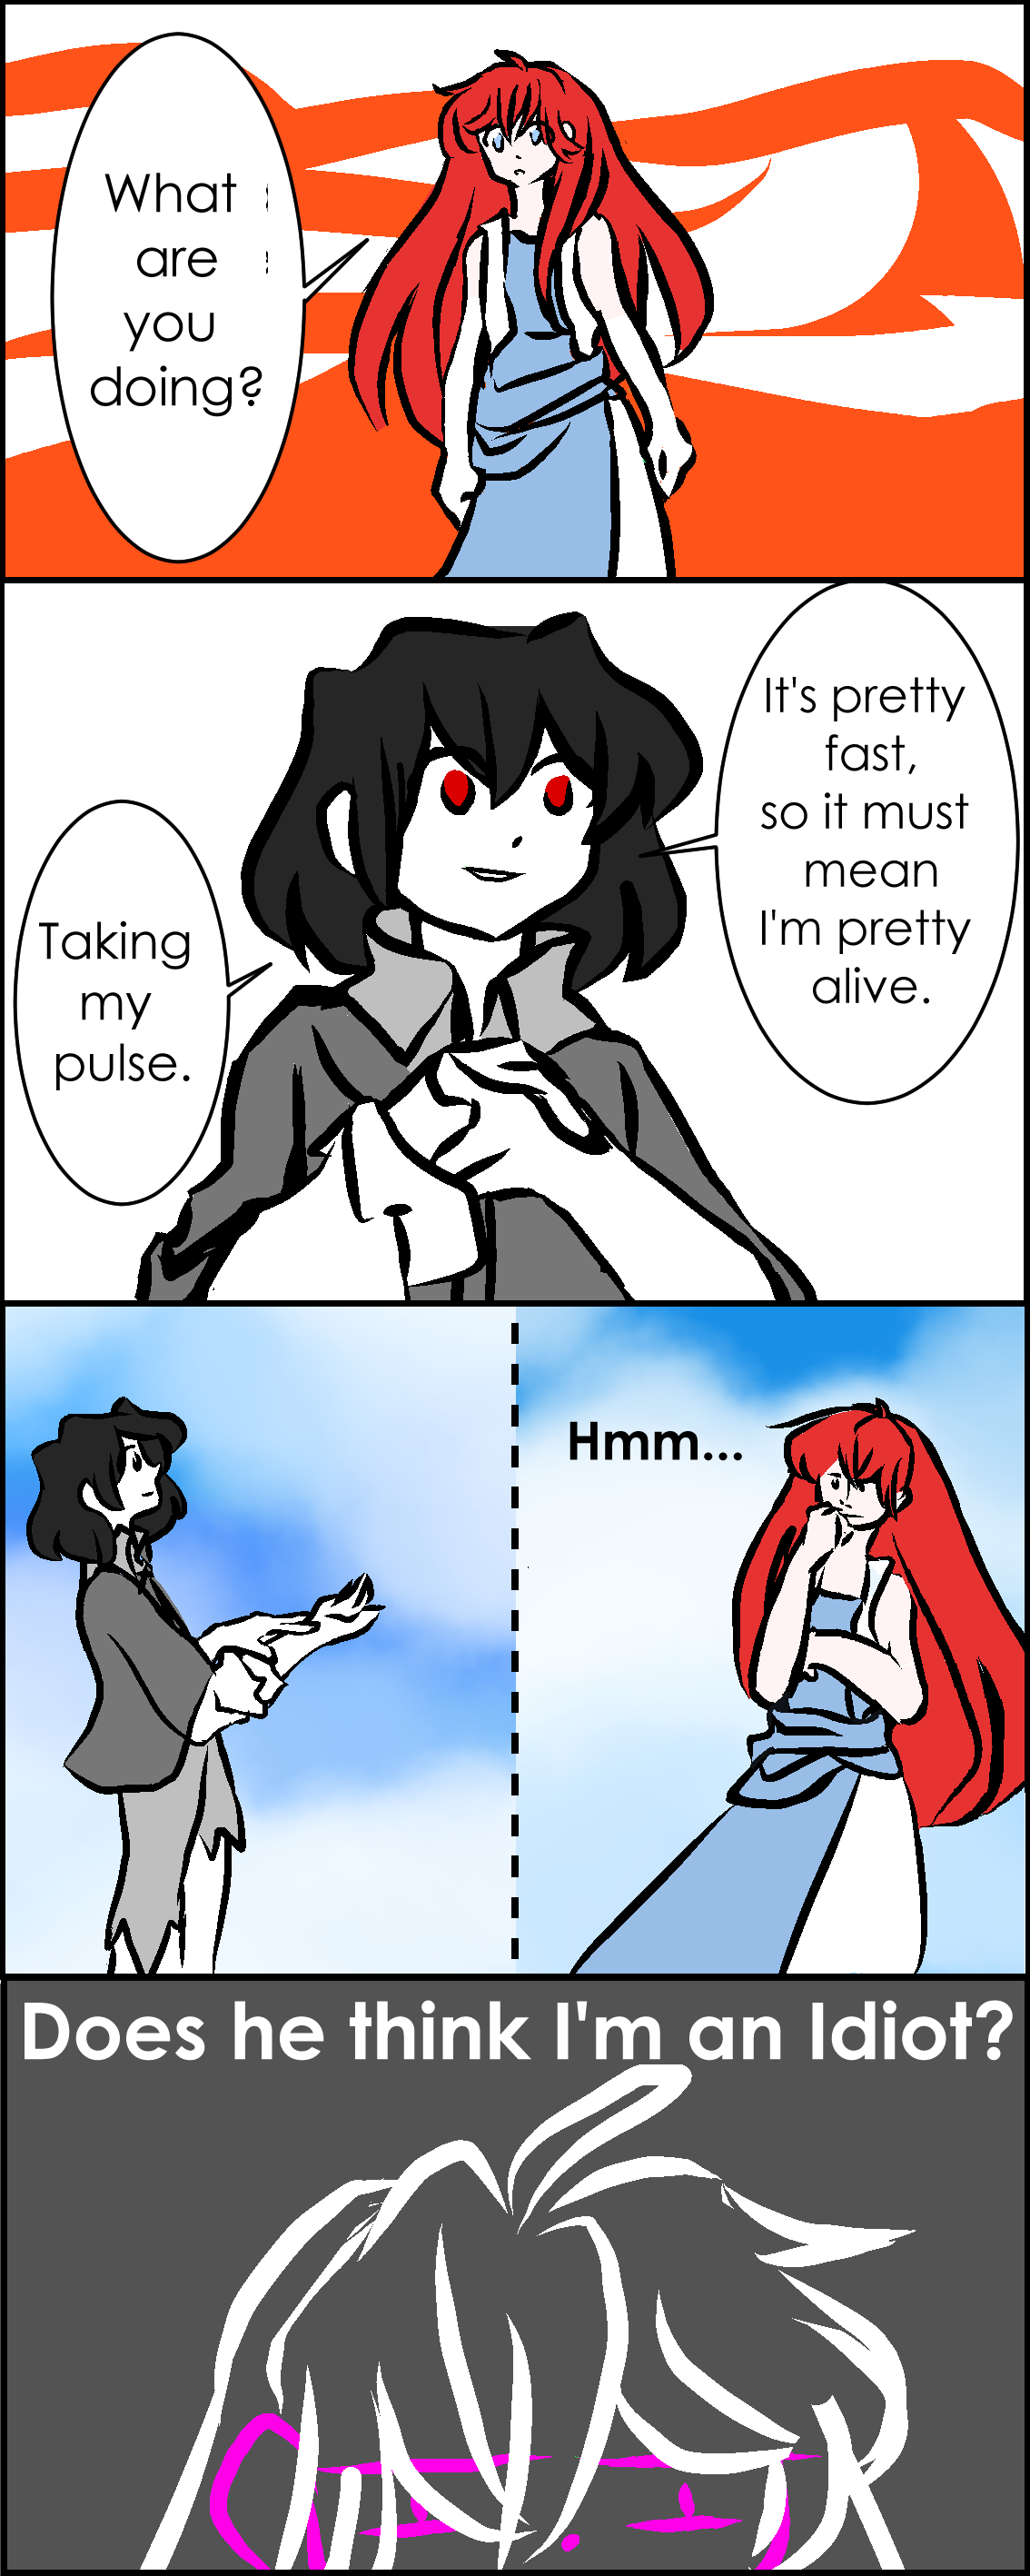 What
are
you
doing?
Taking
my
pulse.
It's pretty
fast,
so it must
mean
I'm pretty
alive.
Hmm...
Does he think I'm an Idiot?